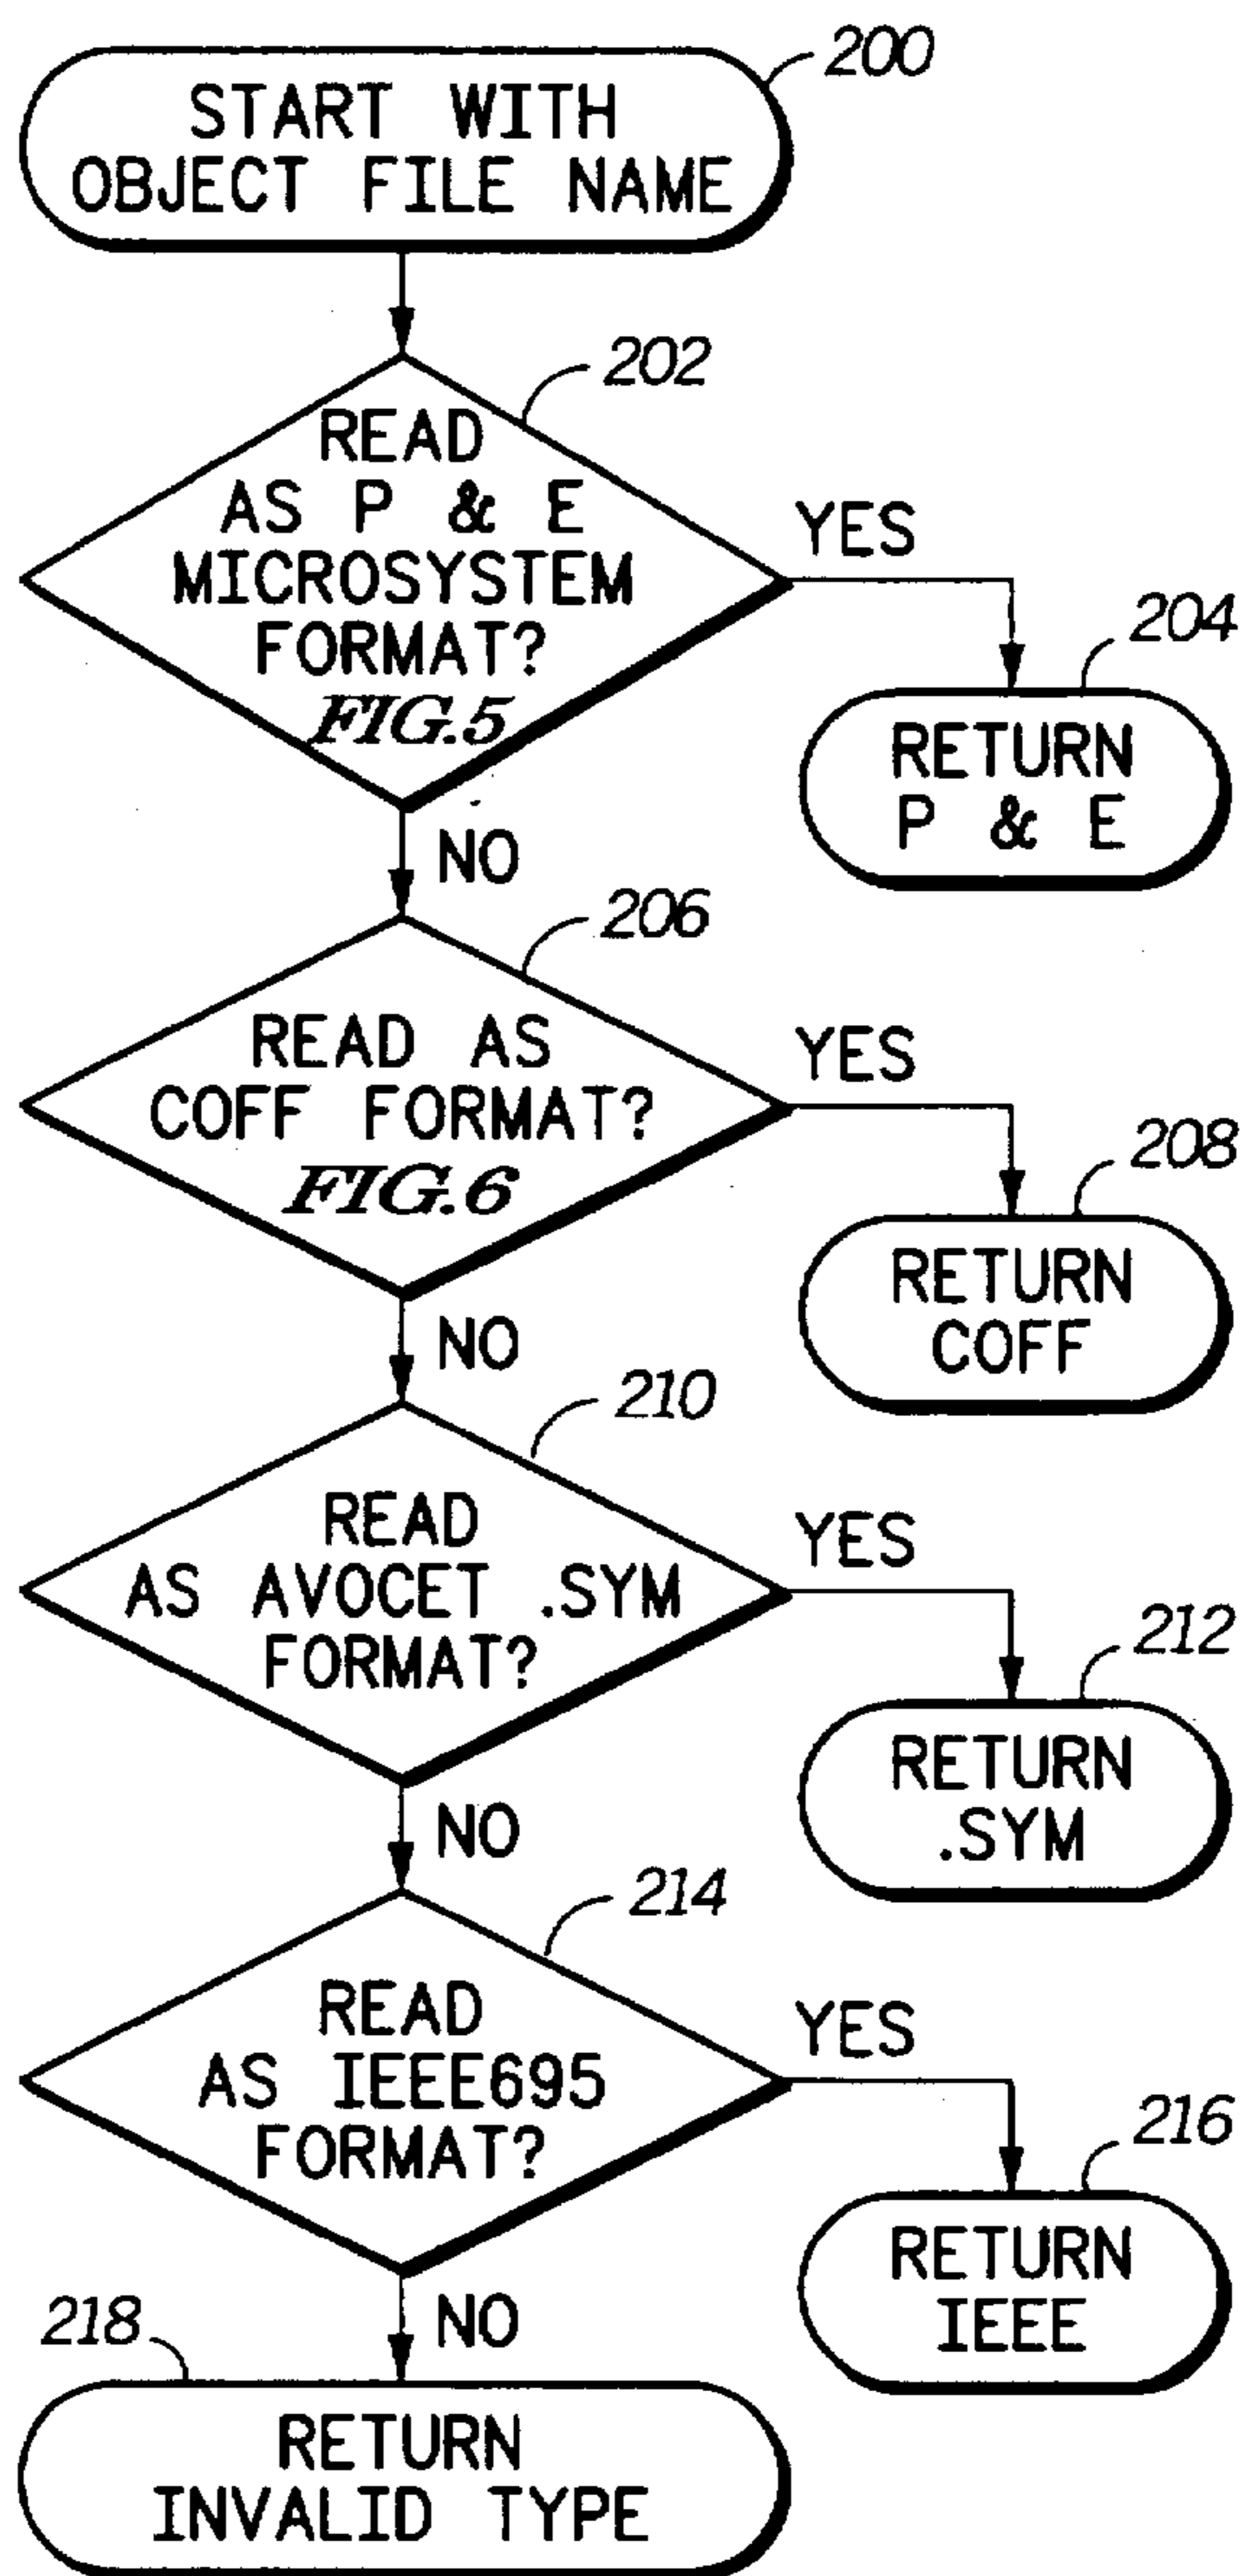 200
START WITH
OBJECT FILE NAME
202
READ
AS P & E
MICROSYSTEM
FORMAT?
FIG.5
YES
204
RETURN
P & E
NO
206
READ AS
COFF FORMAT?
FIG.6
YES
208
RETURN
COFF
NO
210
READ
AS AVOCET .SYM
FORMAT?
YES
212
RETURN
.SYM
NO
214
READ
AS IEEE695
FORMAT?
YES
216
RETURN
IEEE
NO
218
RETURN
INVALID TYPE